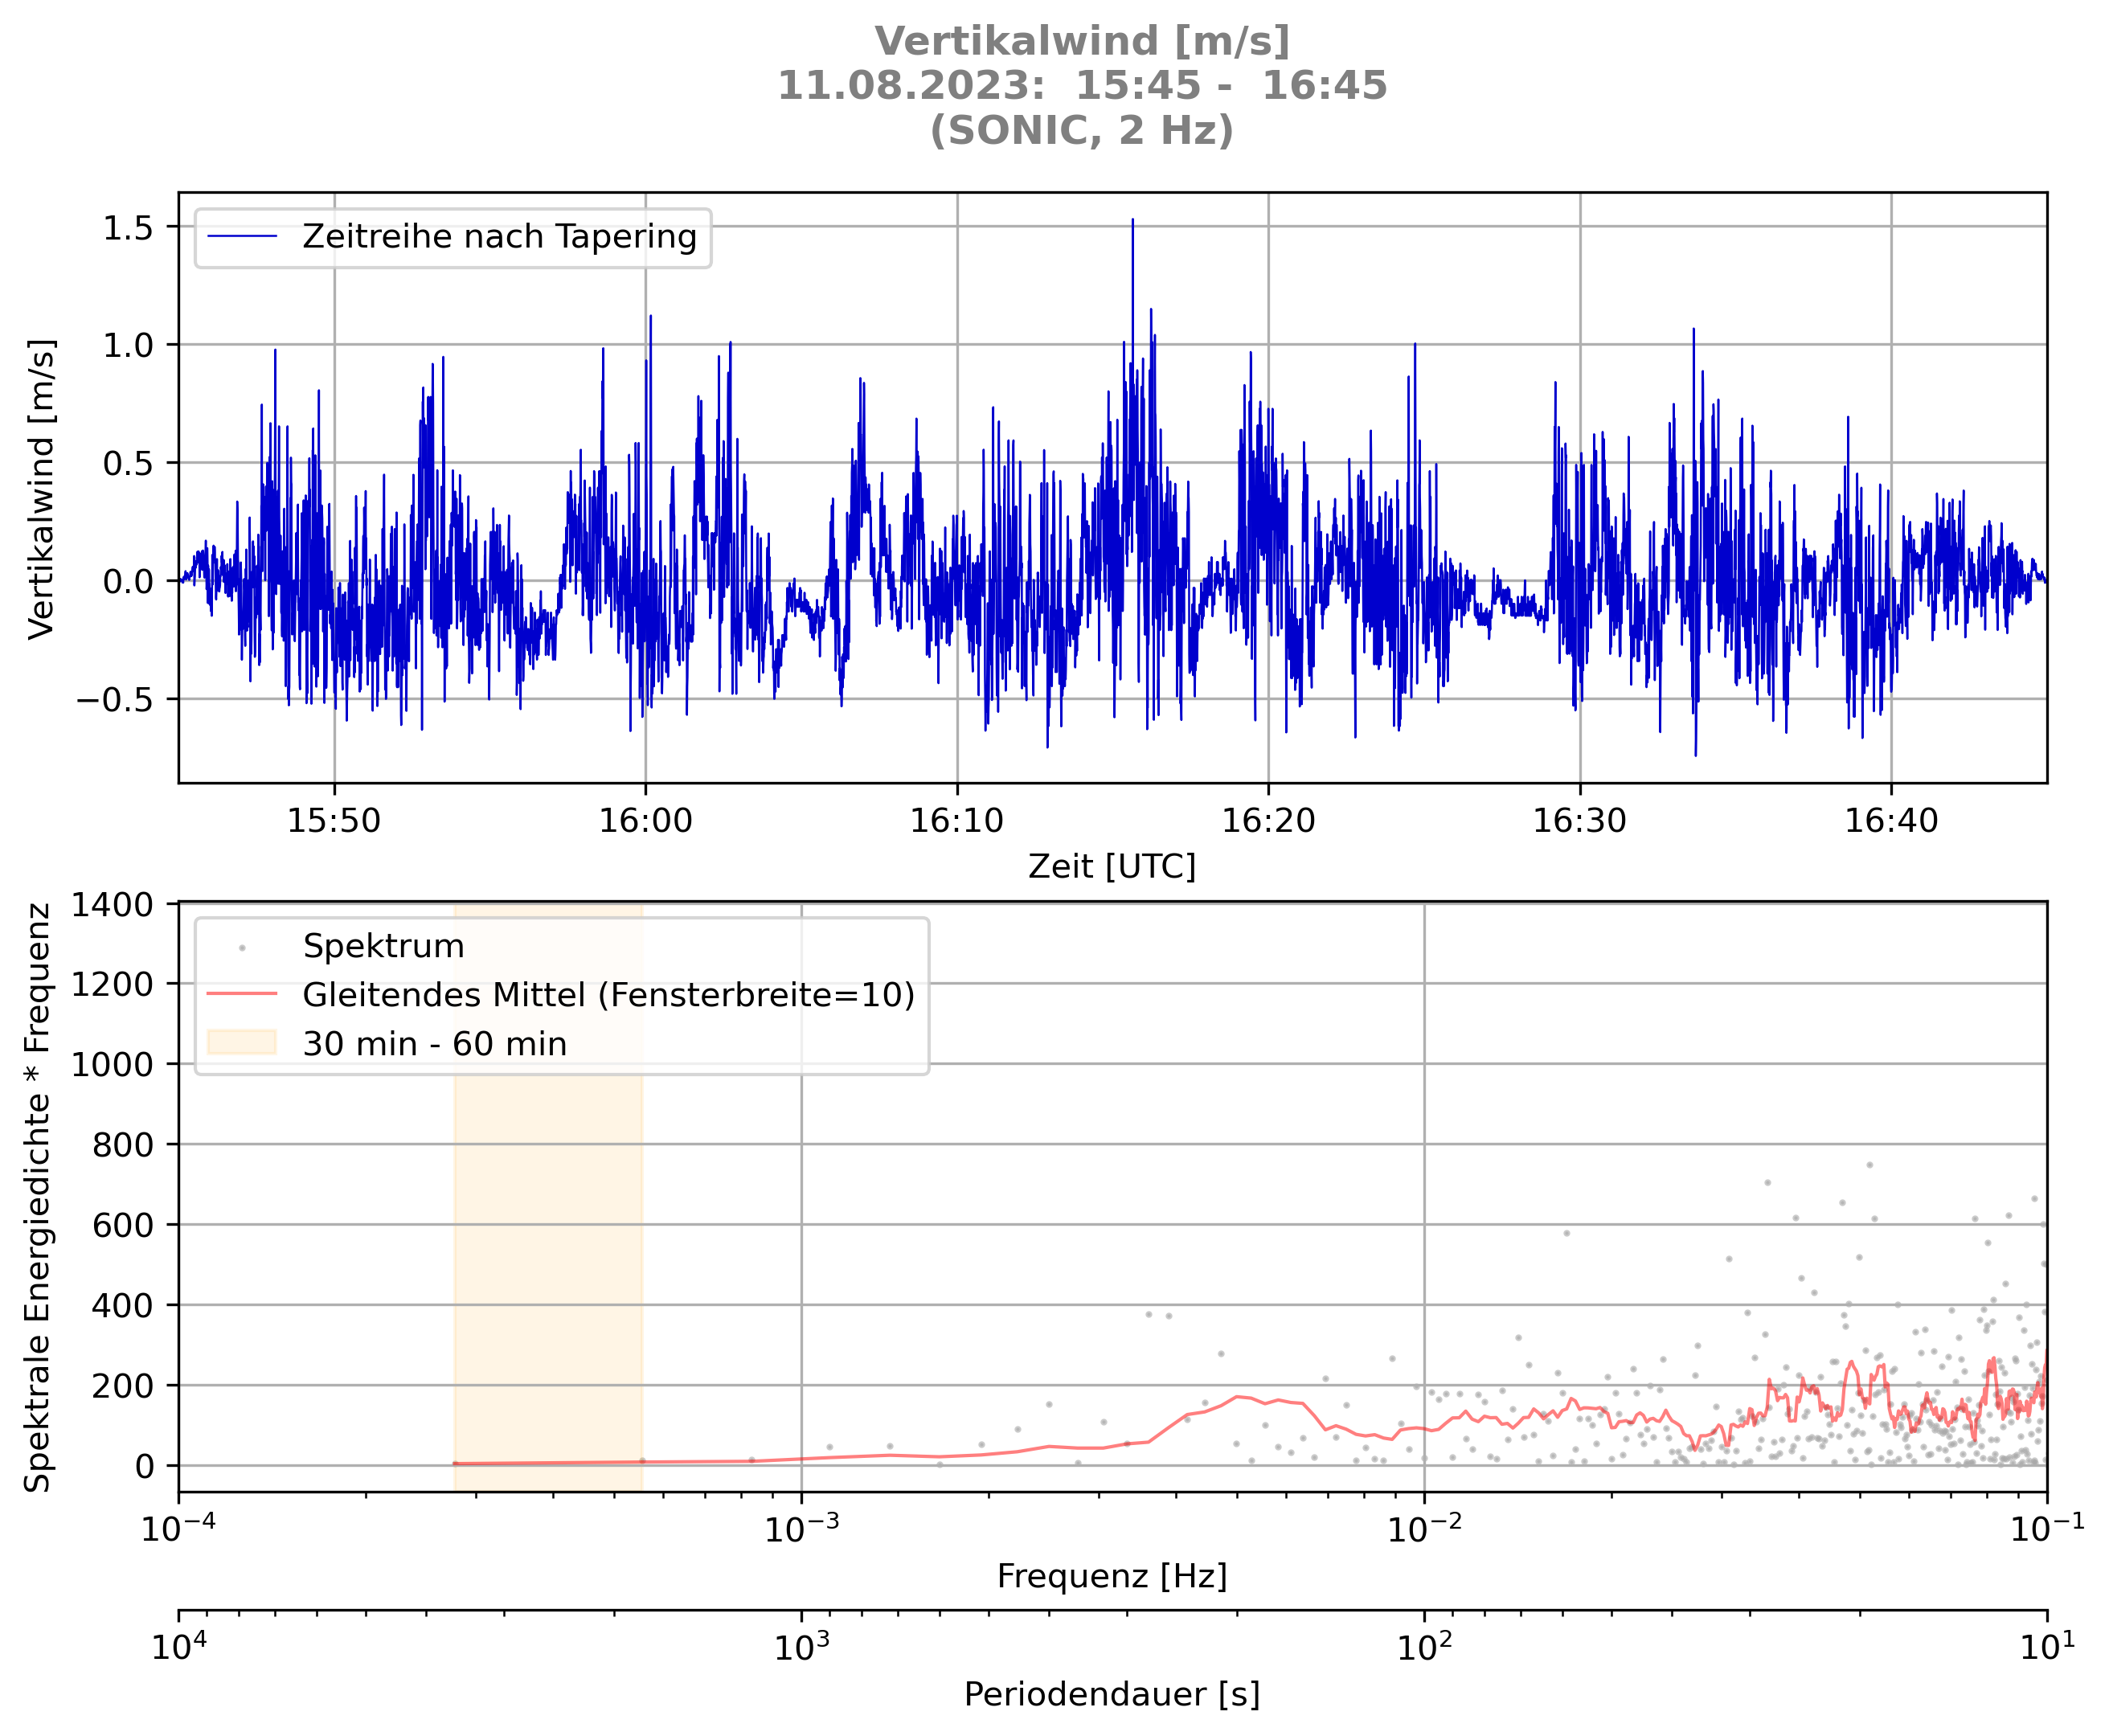 Vertikalwind [m/s]
11.08.2023:  15:45 -  16:45
(SONIC, 2 Hz)
Vertikalwind [m/s]
1.5
1.0
0.5
0.0
−0.5
Zeitreihe nach Tapering
15:50 16:00 16:10 16:20 16:30 16:40
Zeit [UTC]
Spektrale Energiedichte * Frequenz
1400
1200
1000
800
600
400
200
0
Spektrum
Gleitendes Mittel (Fensterbreite=10)
30 min - 60 min
10⁻⁴ 10⁻³ 10⁻² 10⁻¹
Frequenz [Hz]
10⁴ 10³ 10² 10¹
Periodendauer [s]